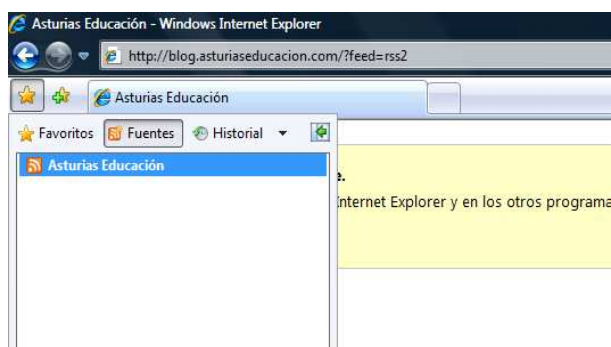 Asturias Educación - Windows Internet Explorer
http://blog.asturiaseducacion.com/?feed=rss2
Asturias Educación
Favoritos Fuentes Historial
Asturias Educación
Internet Explorer y en los otros programa